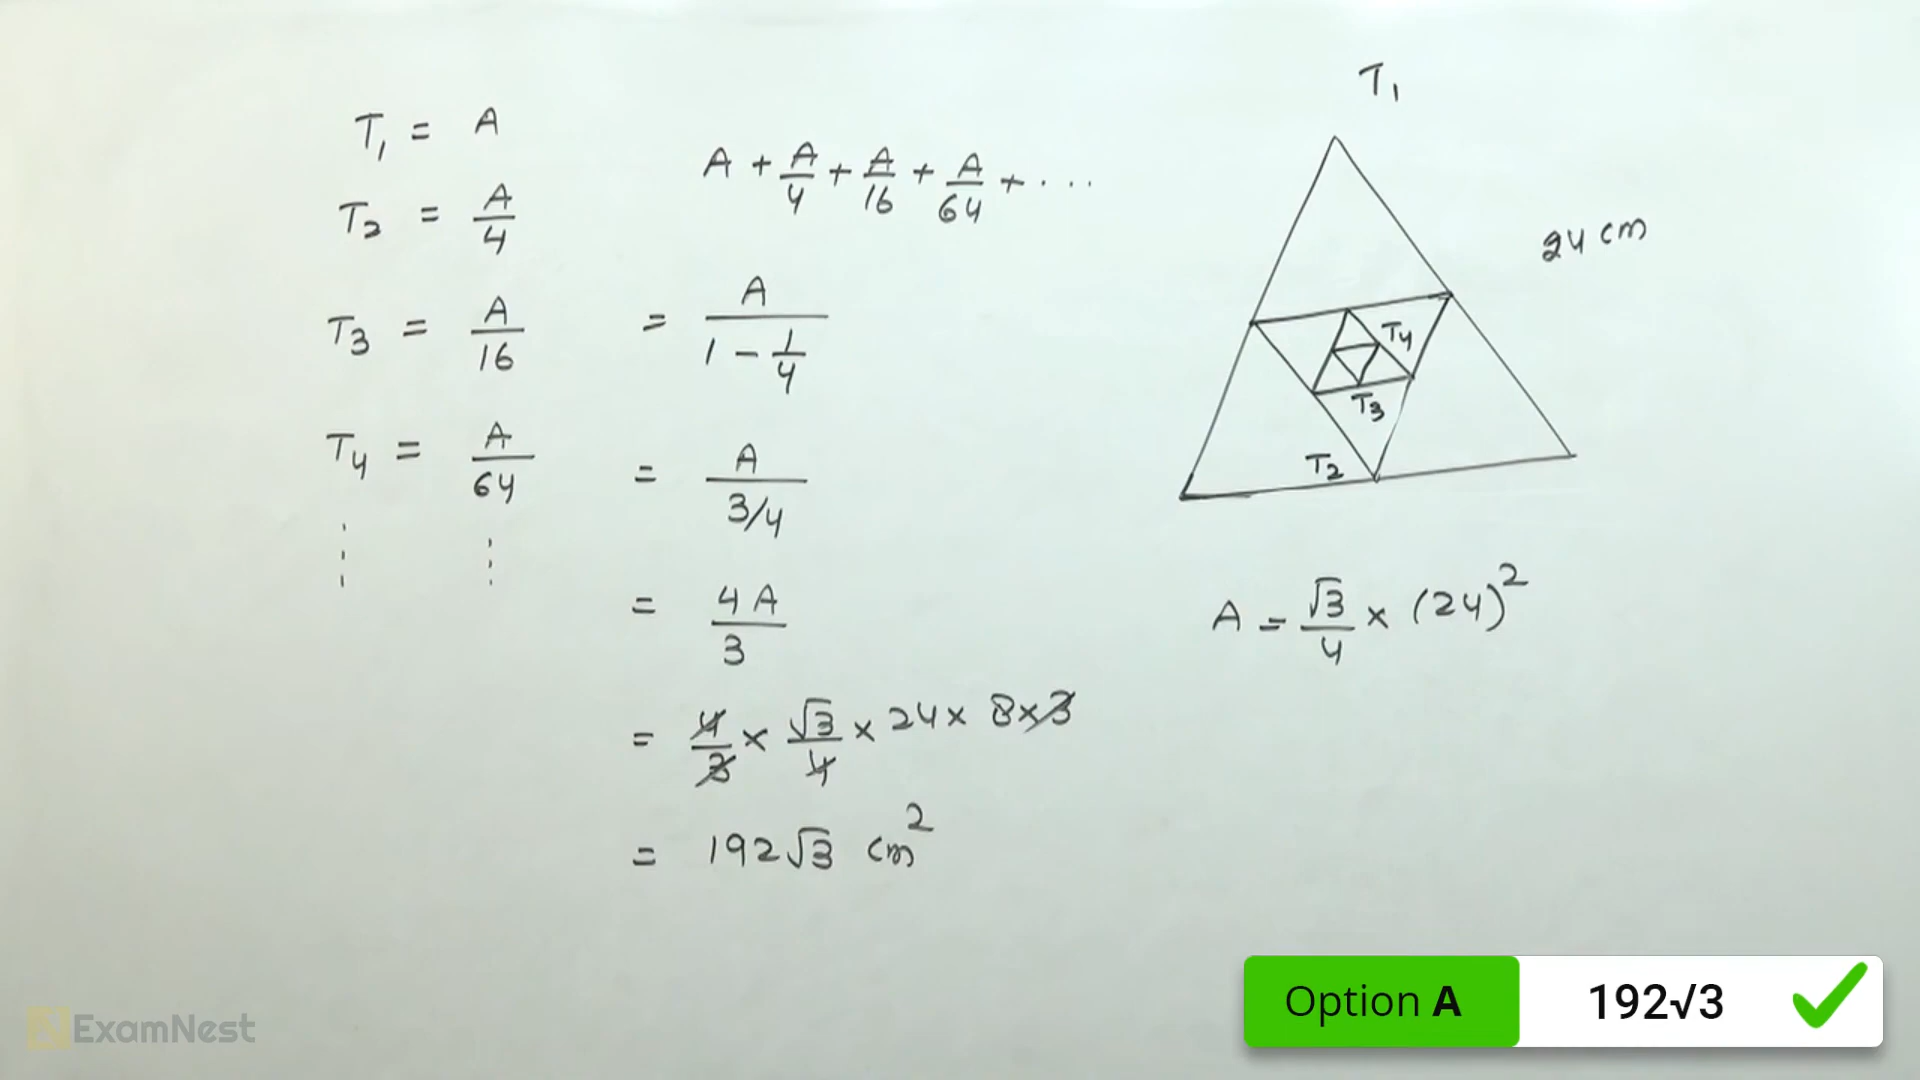 T₁ = A
T₂ = A/4
T₃ = A/16
T₄ = A/64
⋮ ⋮
A + A/4 + A/16 + A/64 + ...
= A/(1 - 1/4)
= A/(3/4)
= 4A/3
= 4/3 × √3/4 × 24 × 8×3
= 192√3 cm²
T₁
24 cm
T₄
T₃
T₂
A = √3/4 × (24)²
Option A 192√3 ✓
ExamNest